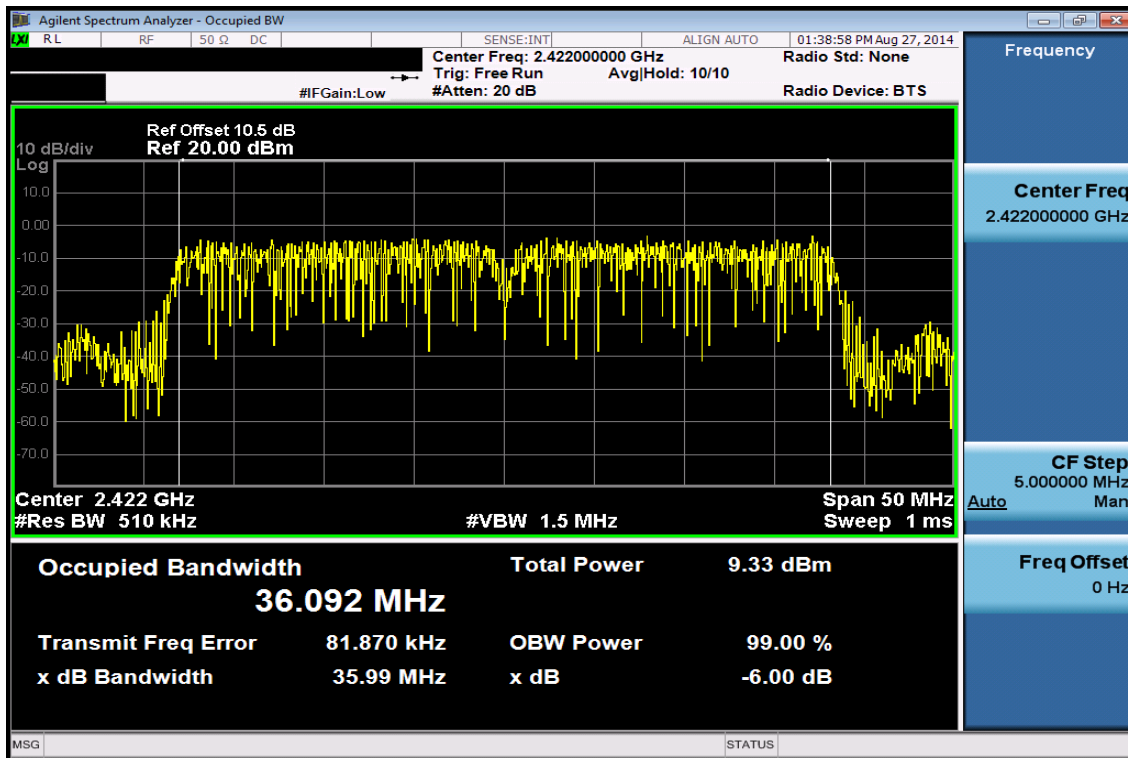 Agilent Spectrum Analyzer - Occupied BW
LXI RL RF 50 Ω DC SENSE:INT ALIGN AUTO 01:38:58 PM Aug 27, 2014
Center Freq: 2.422000000 GHz Radio Std: None
Trig: Free Run Avg|Hold: 10/10
#IFGain:Low #Atten: 20 dB Radio Device: BTS
Frequency
Ref Offset 10.5 dB
10 dB/div Ref 20.00 dBm
Log
10.0
0.00
-10.0
-20.0
-30.0
-40.0
-50.0
-60.0
-70.0
Center 2.422 GHz Span 50 MHz
#Res BW 510 kHz #VBW 1.5 MHz Sweep 1 ms
Center Freq
2.422000000 GHz
CF Step
5.000000 MHz
Auto Man
Freq Offset
0 Hz
Occupied Bandwidth Total Power 9.33 dBm
36.092 MHz
Transmit Freq Error 81.870 kHz OBW Power 99.00 %
x dB Bandwidth 35.99 MHz x dB -6.00 dB
MSG STATUS